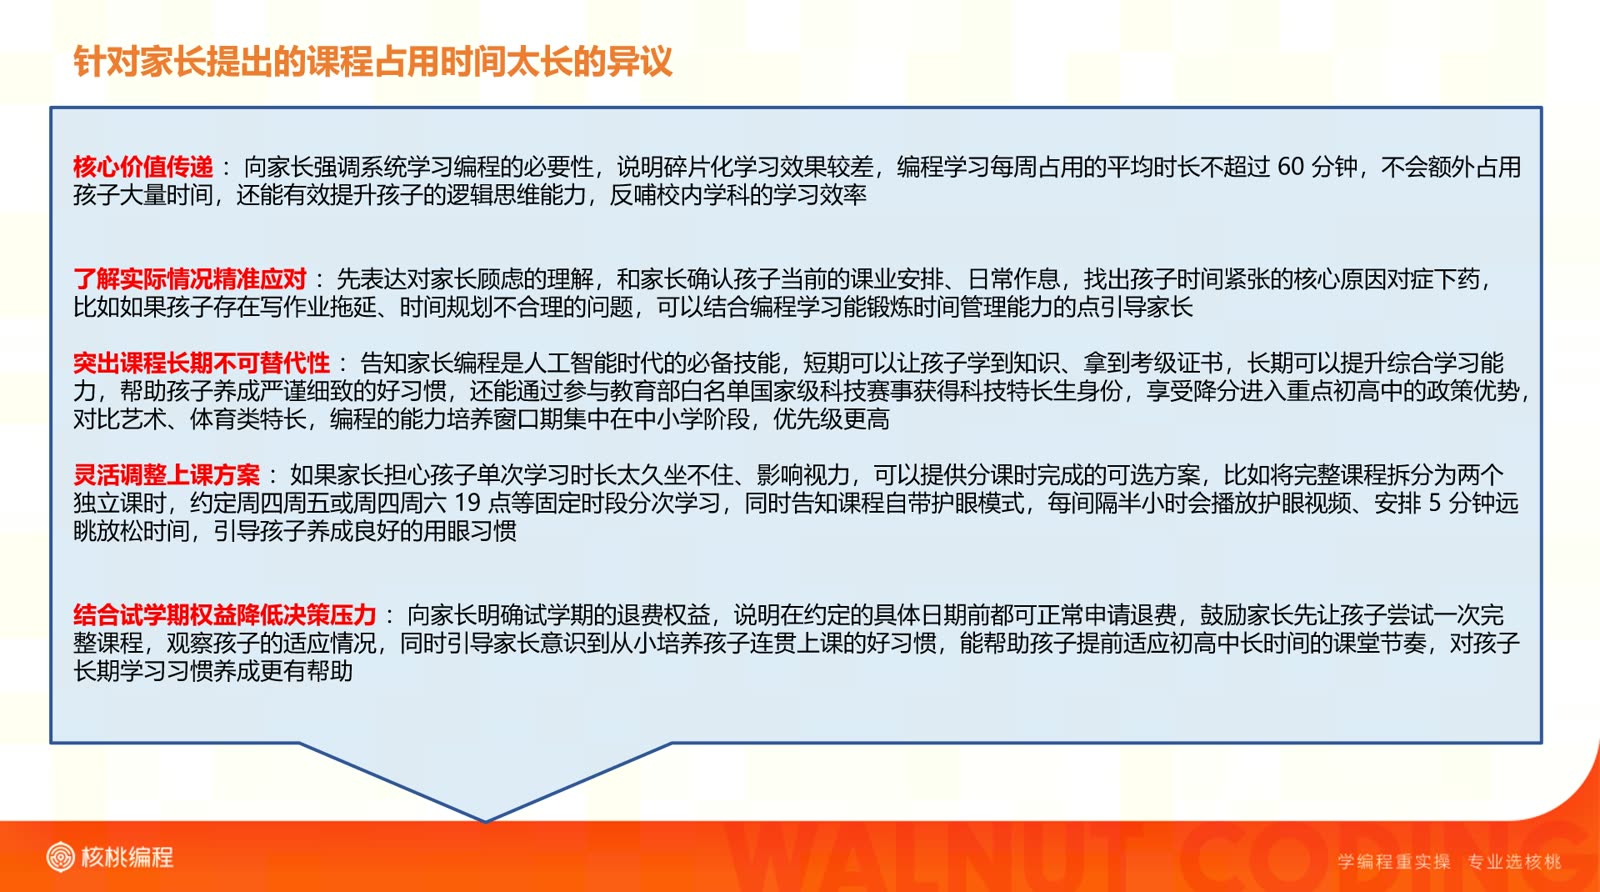 针对家长提出的课程占用时间太长的异议
核心价值传递：向家长强调系统学习编程的必要性，说明碎片化学习效果较差，编程学习每周占用的平均时长不超过 60 分钟，不会额外占用
孩子大量时间，还能有效提升孩子的逻辑思维能力，反哺校内学科的学习效率
了解实际情况精准应对：先表达对家长顾虑的理解，和家长确认孩子当前的课业安排、日常作息，找出孩子时间紧张的核心原因对症下药，
比如如果孩子存在写作业拖延、时间规划不合理的问题，可以结合编程学习能锻炼时间管理能力的点引导家长
突出课程长期不可替代性：告知家长编程是人工智能时代的必备技能，短期可以让孩子学到知识、拿到考级证书，长期可以提升综合学习能
力，帮助孩子养成严谨细致的好习惯，还能通过参与教育部白名单国家级科技赛事获得科技特长生身份，享受降分进入重点初高中的政策优势，
对比艺术、体育类特长，编程的能力培养窗口期集中在中小学阶段，优先级更高
灵活调整上课方案：如果家长担心孩子单次学习时长太久坐不住、影响视力，可以提供分课时完成的可选方案，比如将完整课程拆分为两个
独立课时，约定周四周五或周四周六 19 点等固定时段分次学习，同时告知课程自带护眼模式，每间隔半小时会播放护眼视频、安排 5 分钟远
眺放松时间，引导孩子养成良好的用眼习惯
结合试学期权益降低决策压力：向家长明确试学期的退费权益，说明在约定的具体日期前都可正常申请退费，鼓励家长先让孩子尝试一次完
整课程，观察孩子的适应情况，同时引导家长意识到从小培养孩子连贯上课的好习惯，能帮助孩子提前适应初高中长时间的课堂节奏，对孩子
长期学习习惯养成更有帮助
核桃编程
WALNUT CODING
学编程重实操 专业选核桃